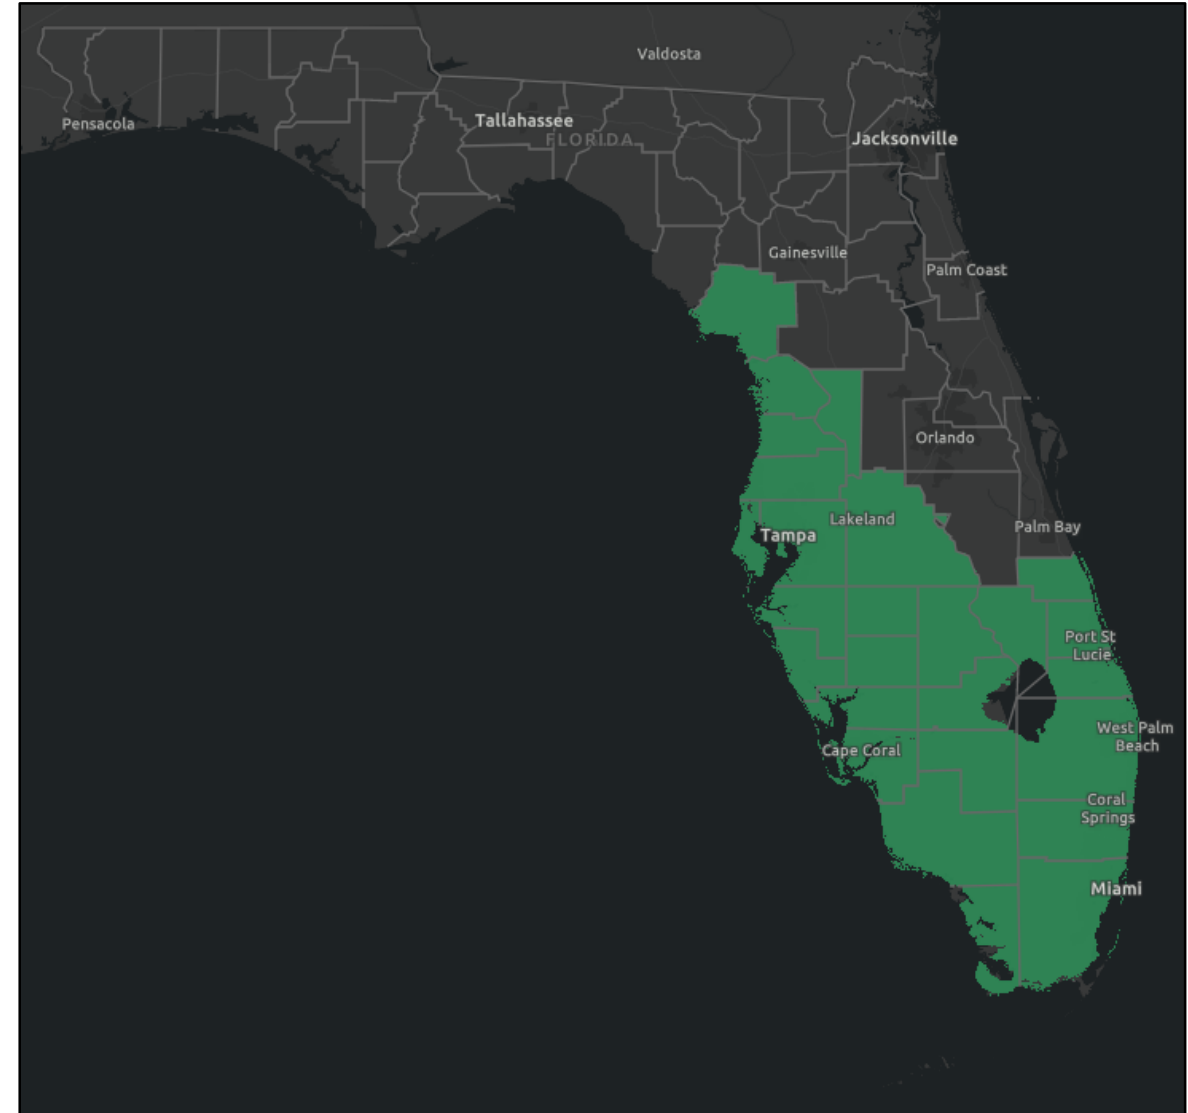 Valdosta
Pensacola
Tallahassee
FLORIDA
Jacksonville
Gainesville
Palm Coast
Orlando
Lakeland
Tampa
Palm Bay
Port St
Lucie
West Palm
Beach
Cape Coral
Coral
Springs
Miami